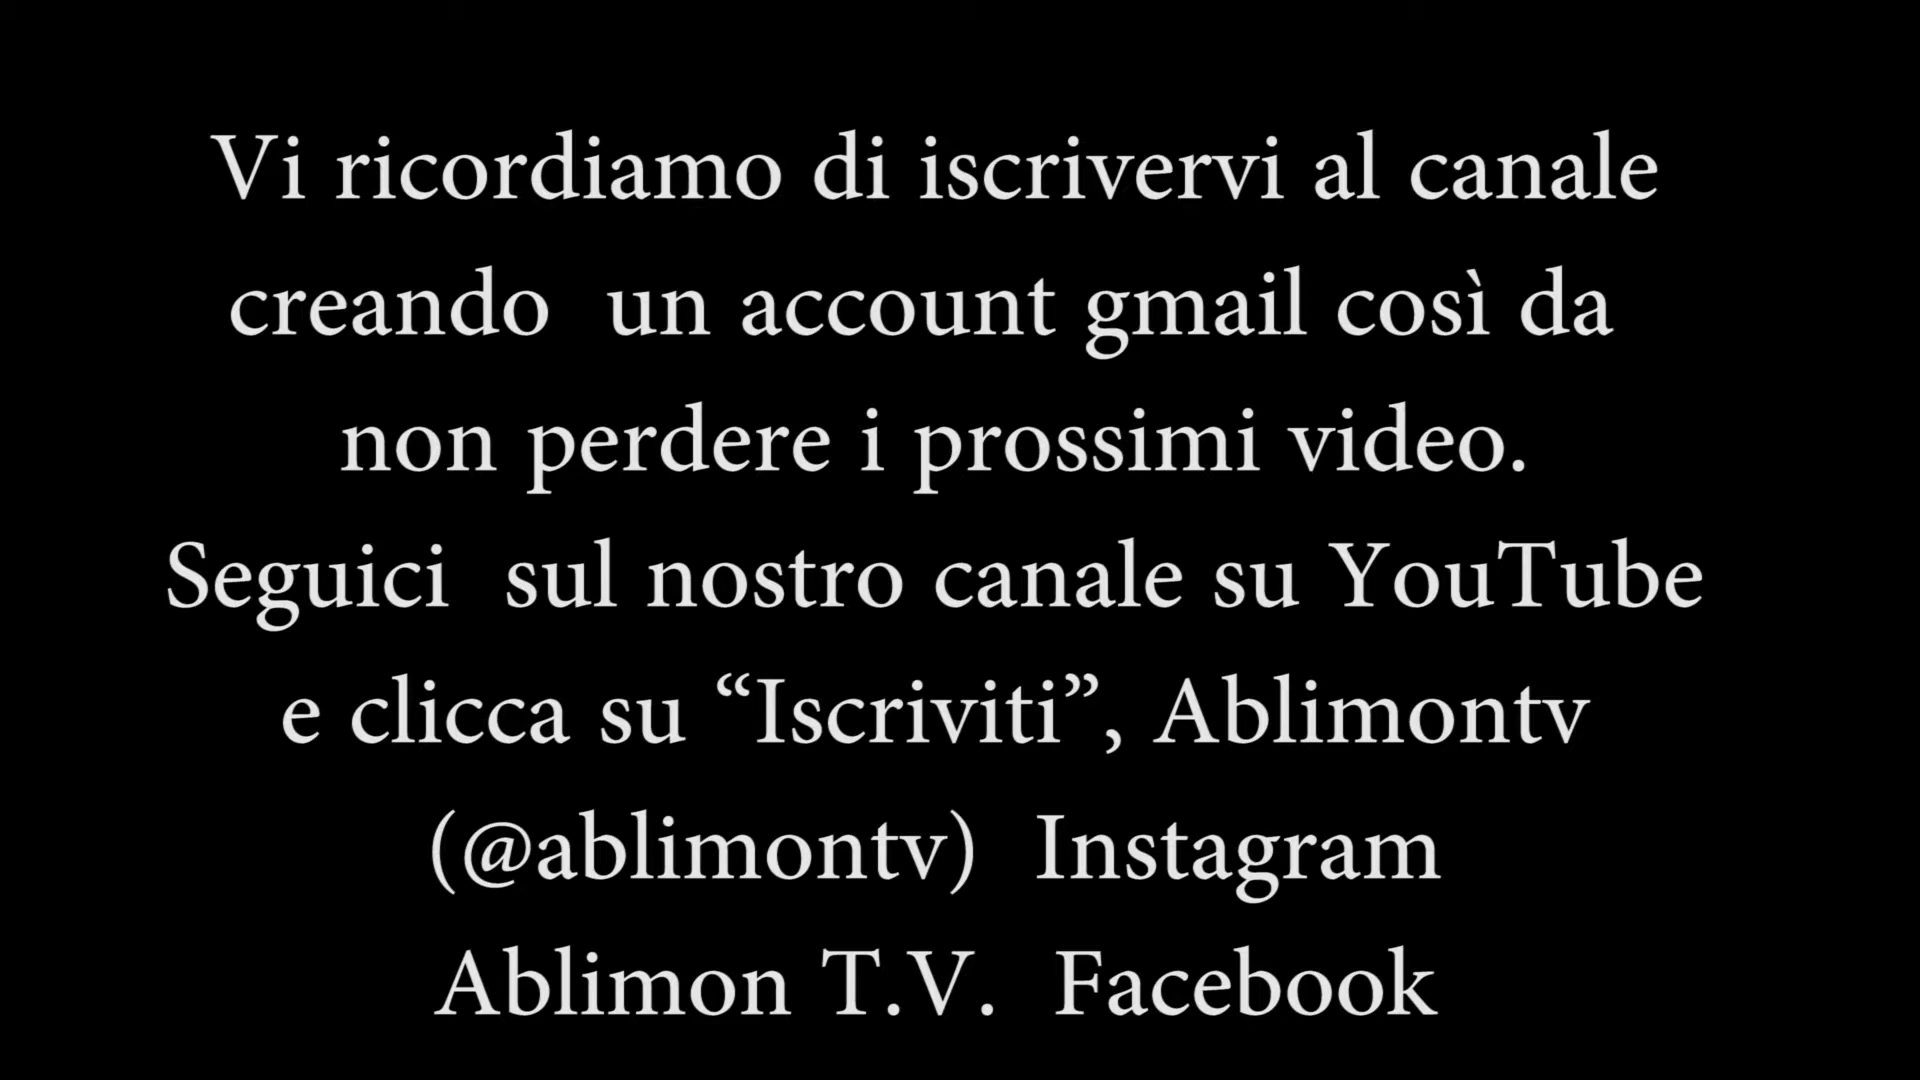 Vi ricordiamo di iscrivervi al canale
creando  un account gmail così da
non perdere i prossimi video.
Seguici  sul nostro canale su YouTube
e clicca su “Iscriviti”, Ablimontv
(@ablimontv)  Instagram
Ablimon T.V.  Facebook